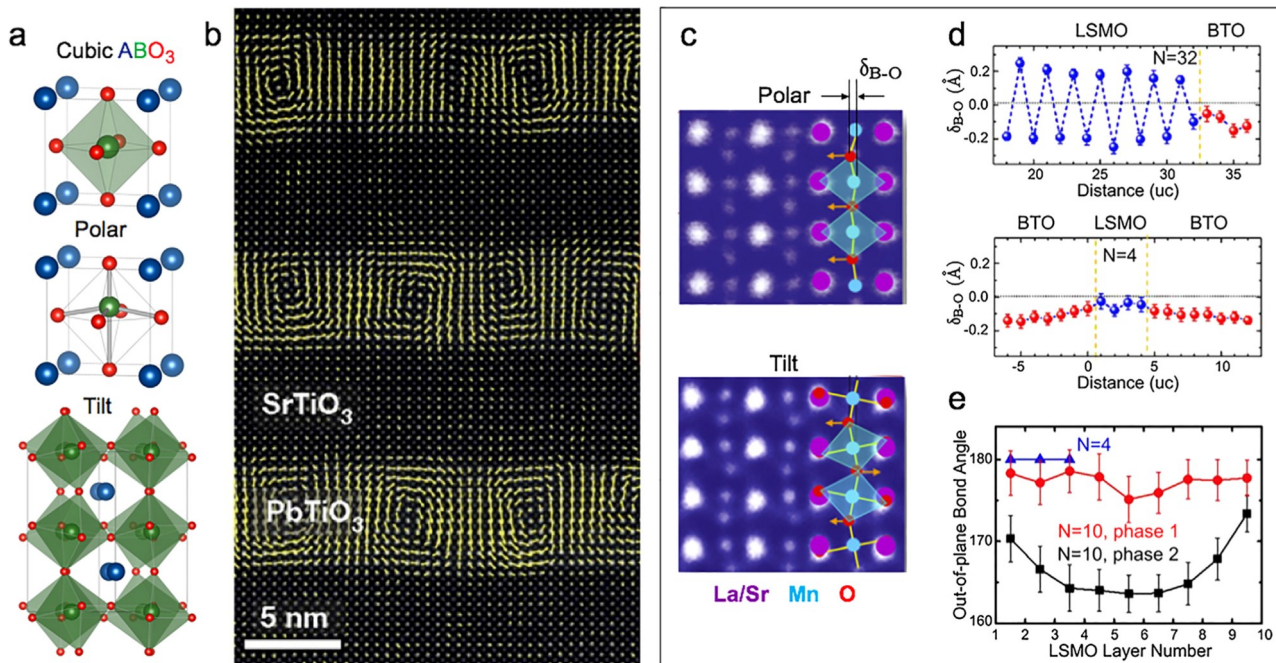 a
Cubic ABO₃
Polar
Tilt
b
SrTiO₃
PbTiO₃
5 nm
c
δB-O
Polar
Tilt
La/Sr Mn O
d
LSMO BTO
N=32
δB-O (Å)
0.2
0.0
-0.2
20 25 30 35
Distance (uc)
BTO LSMO BTO
N=4
δB-O (Å)
0.0
-0.2
-5 0 5 10
Distance (uc)
e
Out-of-plane Bond Angle
180
170
160
N=4
N=10, phase 1
N=10, phase 2
1 2 3 4 5 6 7 8 9 10
LSMO Layer Number